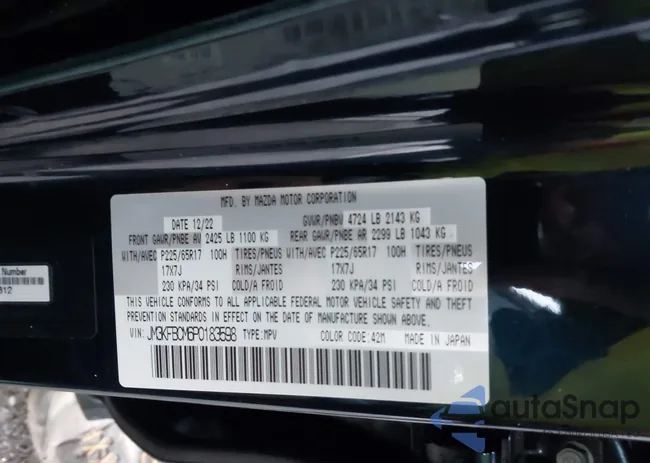 MFD. BY MAZDA MOTOR CORPORATION
DATE 12/22 GVWR/PNBV 4724 LB 2143 KG
FRONT GAWR/PNBE AV 2425 LB 1100 KG REAR GAWR/PNBE AR 2299 LB 1043 KG
WITH/AVEC P225/65R17 100H TIRES/PNEUS WITH/AVEC P225/65R17 100H TIRES/PNEUS
17X7J RIMS/JANTES 17X7J RIMS/JANTES
230 KPA/34 PSI COLD/A FROID 230 KPA/34 PSI COLD/A FROID
THIS VEHICLE CONFORMS TO ALL APPLICABLE FEDERAL MOTOR VEHICLE SAFETY AND THEFT
PREVENTION STANDARDS IN EFFECT ON THE DATE OF MANUFACTURE SHOWN ABOVE.
VIN: JM3KFBCM6P0183598 TYPE:MPV COLOR CODE:42M MADE IN JAPAN
Number
312
autaSnap